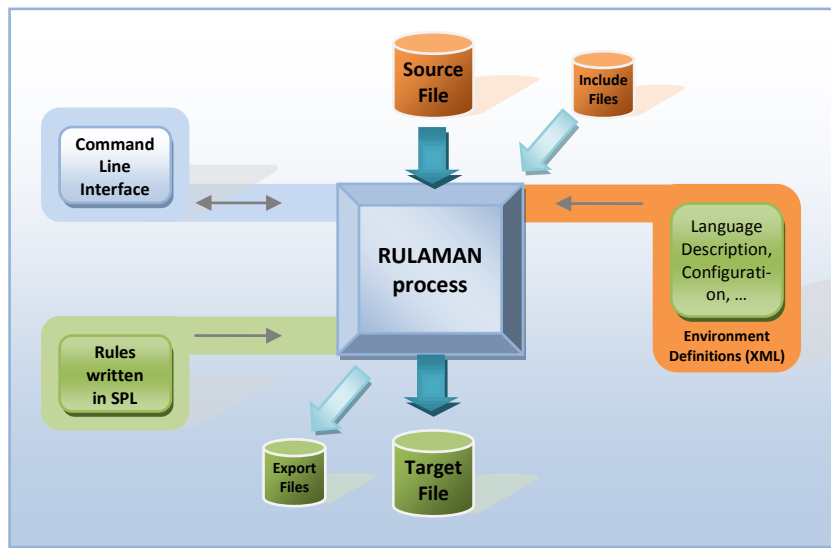 Source
File
Include
Files
Command
Line
Interface
RULAMAN
process
Language
Description,
Configurati-
on, …
Environment
Definitions (XML)
Rules
written
in SPL
Export
Files
Target
File